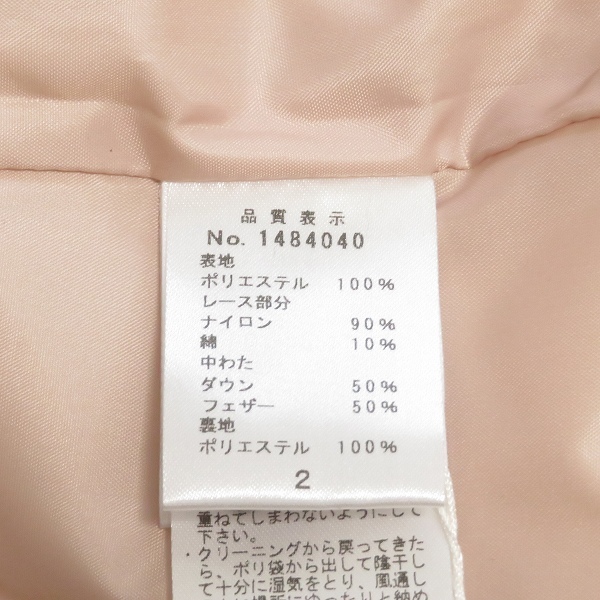 品質表示
No. 1484040
表地
ポリエステル 100%
レース部分
ナイロン 90%
綿 10%
中わた
ダウン 50%
フェザー 50%
裏地
ポリエステル 100%
2
重ねてしまわないようにして
下さい。
・クリーニングから戻ってきた
ら、ポリ袋から出して陰干し
て十分に湿気をとり、風通し